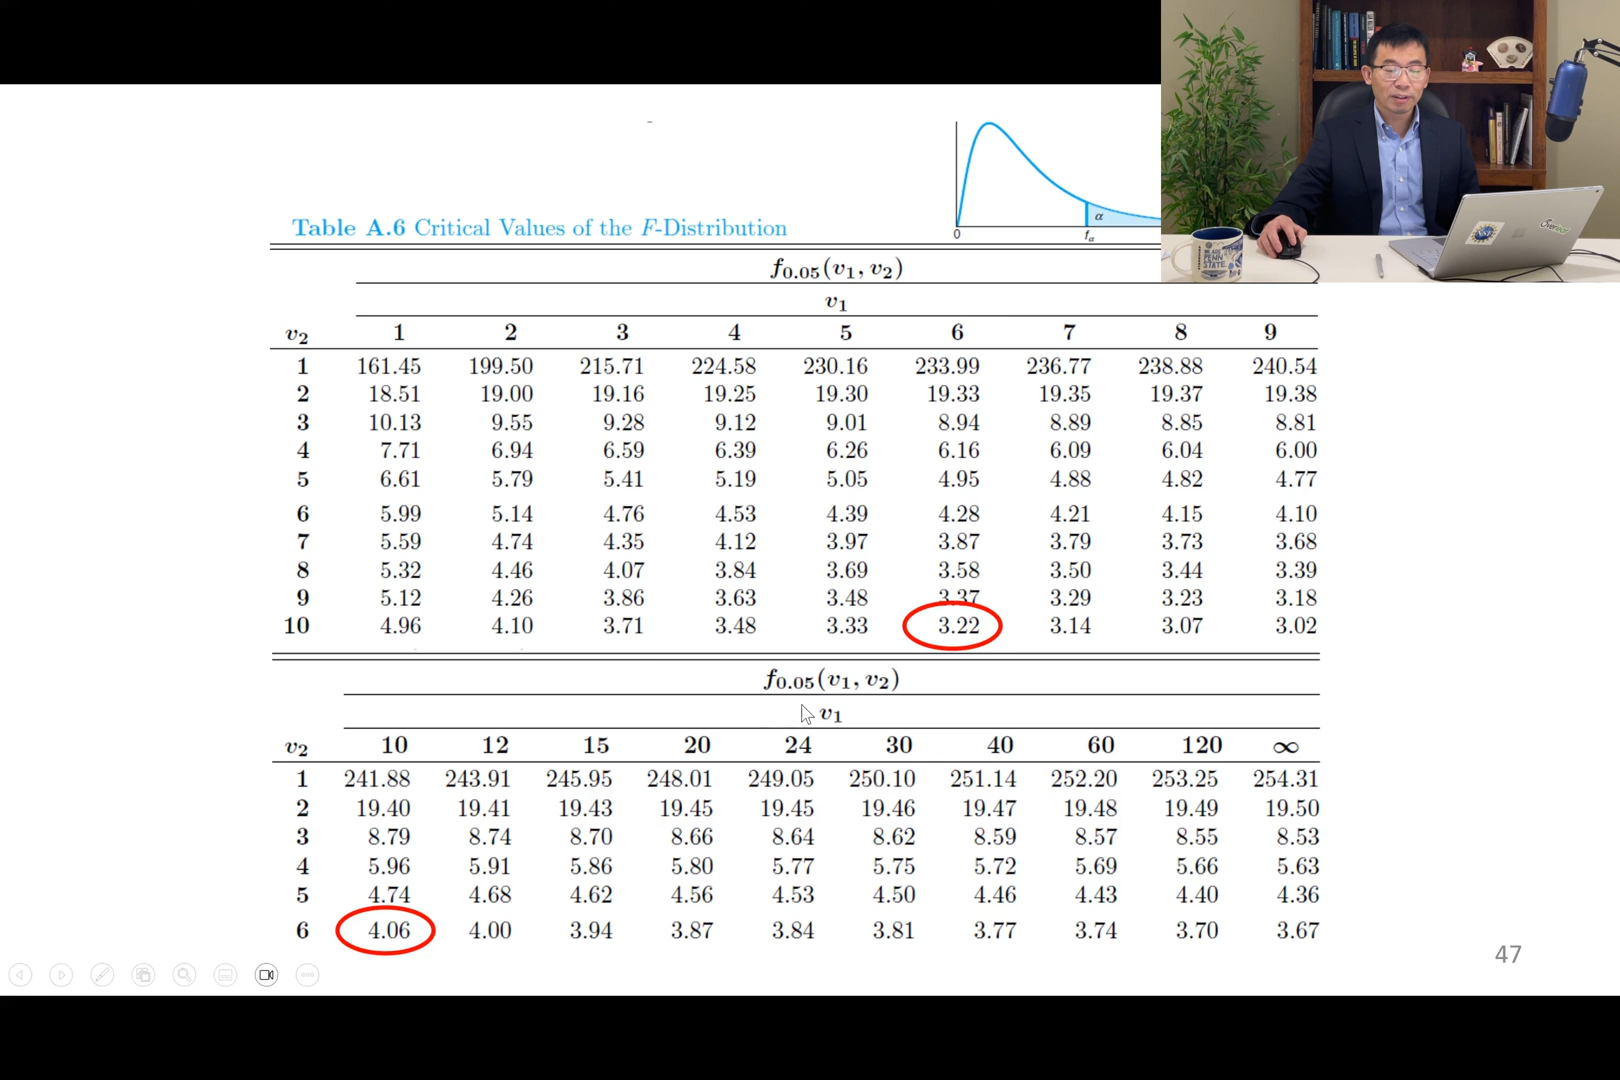 Table A.6 Critical Values of the F-Distribution
α
0
fα
f0.05(v1, v2)
v1
v2 1 2 3 4 5 6 7 8 9
1 161.45 199.50 215.71 224.58 230.16 233.99 236.77 238.88 240.54
2 18.51 19.00 19.16 19.25 19.30 19.33 19.35 19.37 19.38
3 10.13 9.55 9.28 9.12 9.01 8.94 8.89 8.85 8.81
4 7.71 6.94 6.59 6.39 6.26 6.16 6.09 6.04 6.00
5 6.61 5.79 5.41 5.19 5.05 4.95 4.88 4.82 4.77
6 5.99 5.14 4.76 4.53 4.39 4.28 4.21 4.15 4.10
7 5.59 4.74 4.35 4.12 3.97 3.87 3.79 3.73 3.68
8 5.32 4.46 4.07 3.84 3.69 3.58 3.50 3.44 3.39
9 5.12 4.26 3.86 3.63 3.48 3.37 3.29 3.23 3.18
10 4.96 4.10 3.71 3.48 3.33 3.22 3.14 3.07 3.02
f0.05(v1, v2)
v1
v2 10 12 15 20 24 30 40 60 120 ∞
1 241.88 243.91 245.95 248.01 249.05 250.10 251.14 252.20 253.25 254.31
2 19.40 19.41 19.43 19.45 19.45 19.46 19.47 19.48 19.49 19.50
3 8.79 8.74 8.70 8.66 8.64 8.62 8.59 8.57 8.55 8.53
4 5.96 5.91 5.86 5.80 5.77 5.75 5.72 5.69 5.66 5.63
5 4.74 4.68 4.62 4.56 4.53 4.50 4.46 4.43 4.40 4.36
6 4.06 4.00 3.94 3.87 3.84 3.81 3.77 3.74 3.70 3.67
47
PENN
STATE
NSF